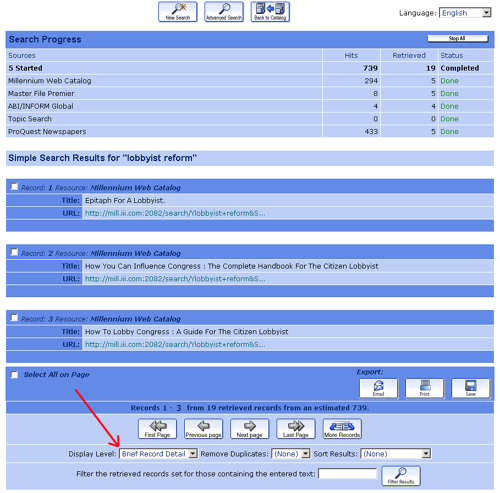 New Search Advanced Search Back to Catalog Language: English
Search Progress Stop All
Sources Hits Retrieved Status
5 Started 739 19 Completed
Millennium Web Catalog 294 5 Done
Master File Premier 8 5 Done
ABI/INFORM Global 4 4 Done
Topic Search 0 0 Done
ProQuest Newspapers 433 5 Done
Simple Search Results for "lobbyist reform"
Record: 1 Resource: Millennium Web Catalog
Title: Epitaph For A Lobbyist.
URL: http://mill.iii.com:2082/search/Ylobbyist+reform&S...
Record: 2 Resource: Millennium Web Catalog
Title: How You Can Influence Congress : The Complete Handbook For The Citizen Lobbyist
URL: http://mill.iii.com:2082/search/Ylobbyist+reform&S...
Record: 3 Resource: Millennium Web Catalog
Title: How To Lobby Congress : A Guide For The Citizen Lobbyist
URL: http://mill.iii.com:2082/search/Ylobbyist+reform&S...
Select All on Page Export:
Email Print Save
Records 1 - 3 from 19 retrieved records from an estimated 739.
First Page Previous page Next page Last Page More Records
Display Level: Brief Record Detail Remove Duplicates: (None) Sort Results: (None)
Filter the retrieved records set for those containing the entered text: Filter Results